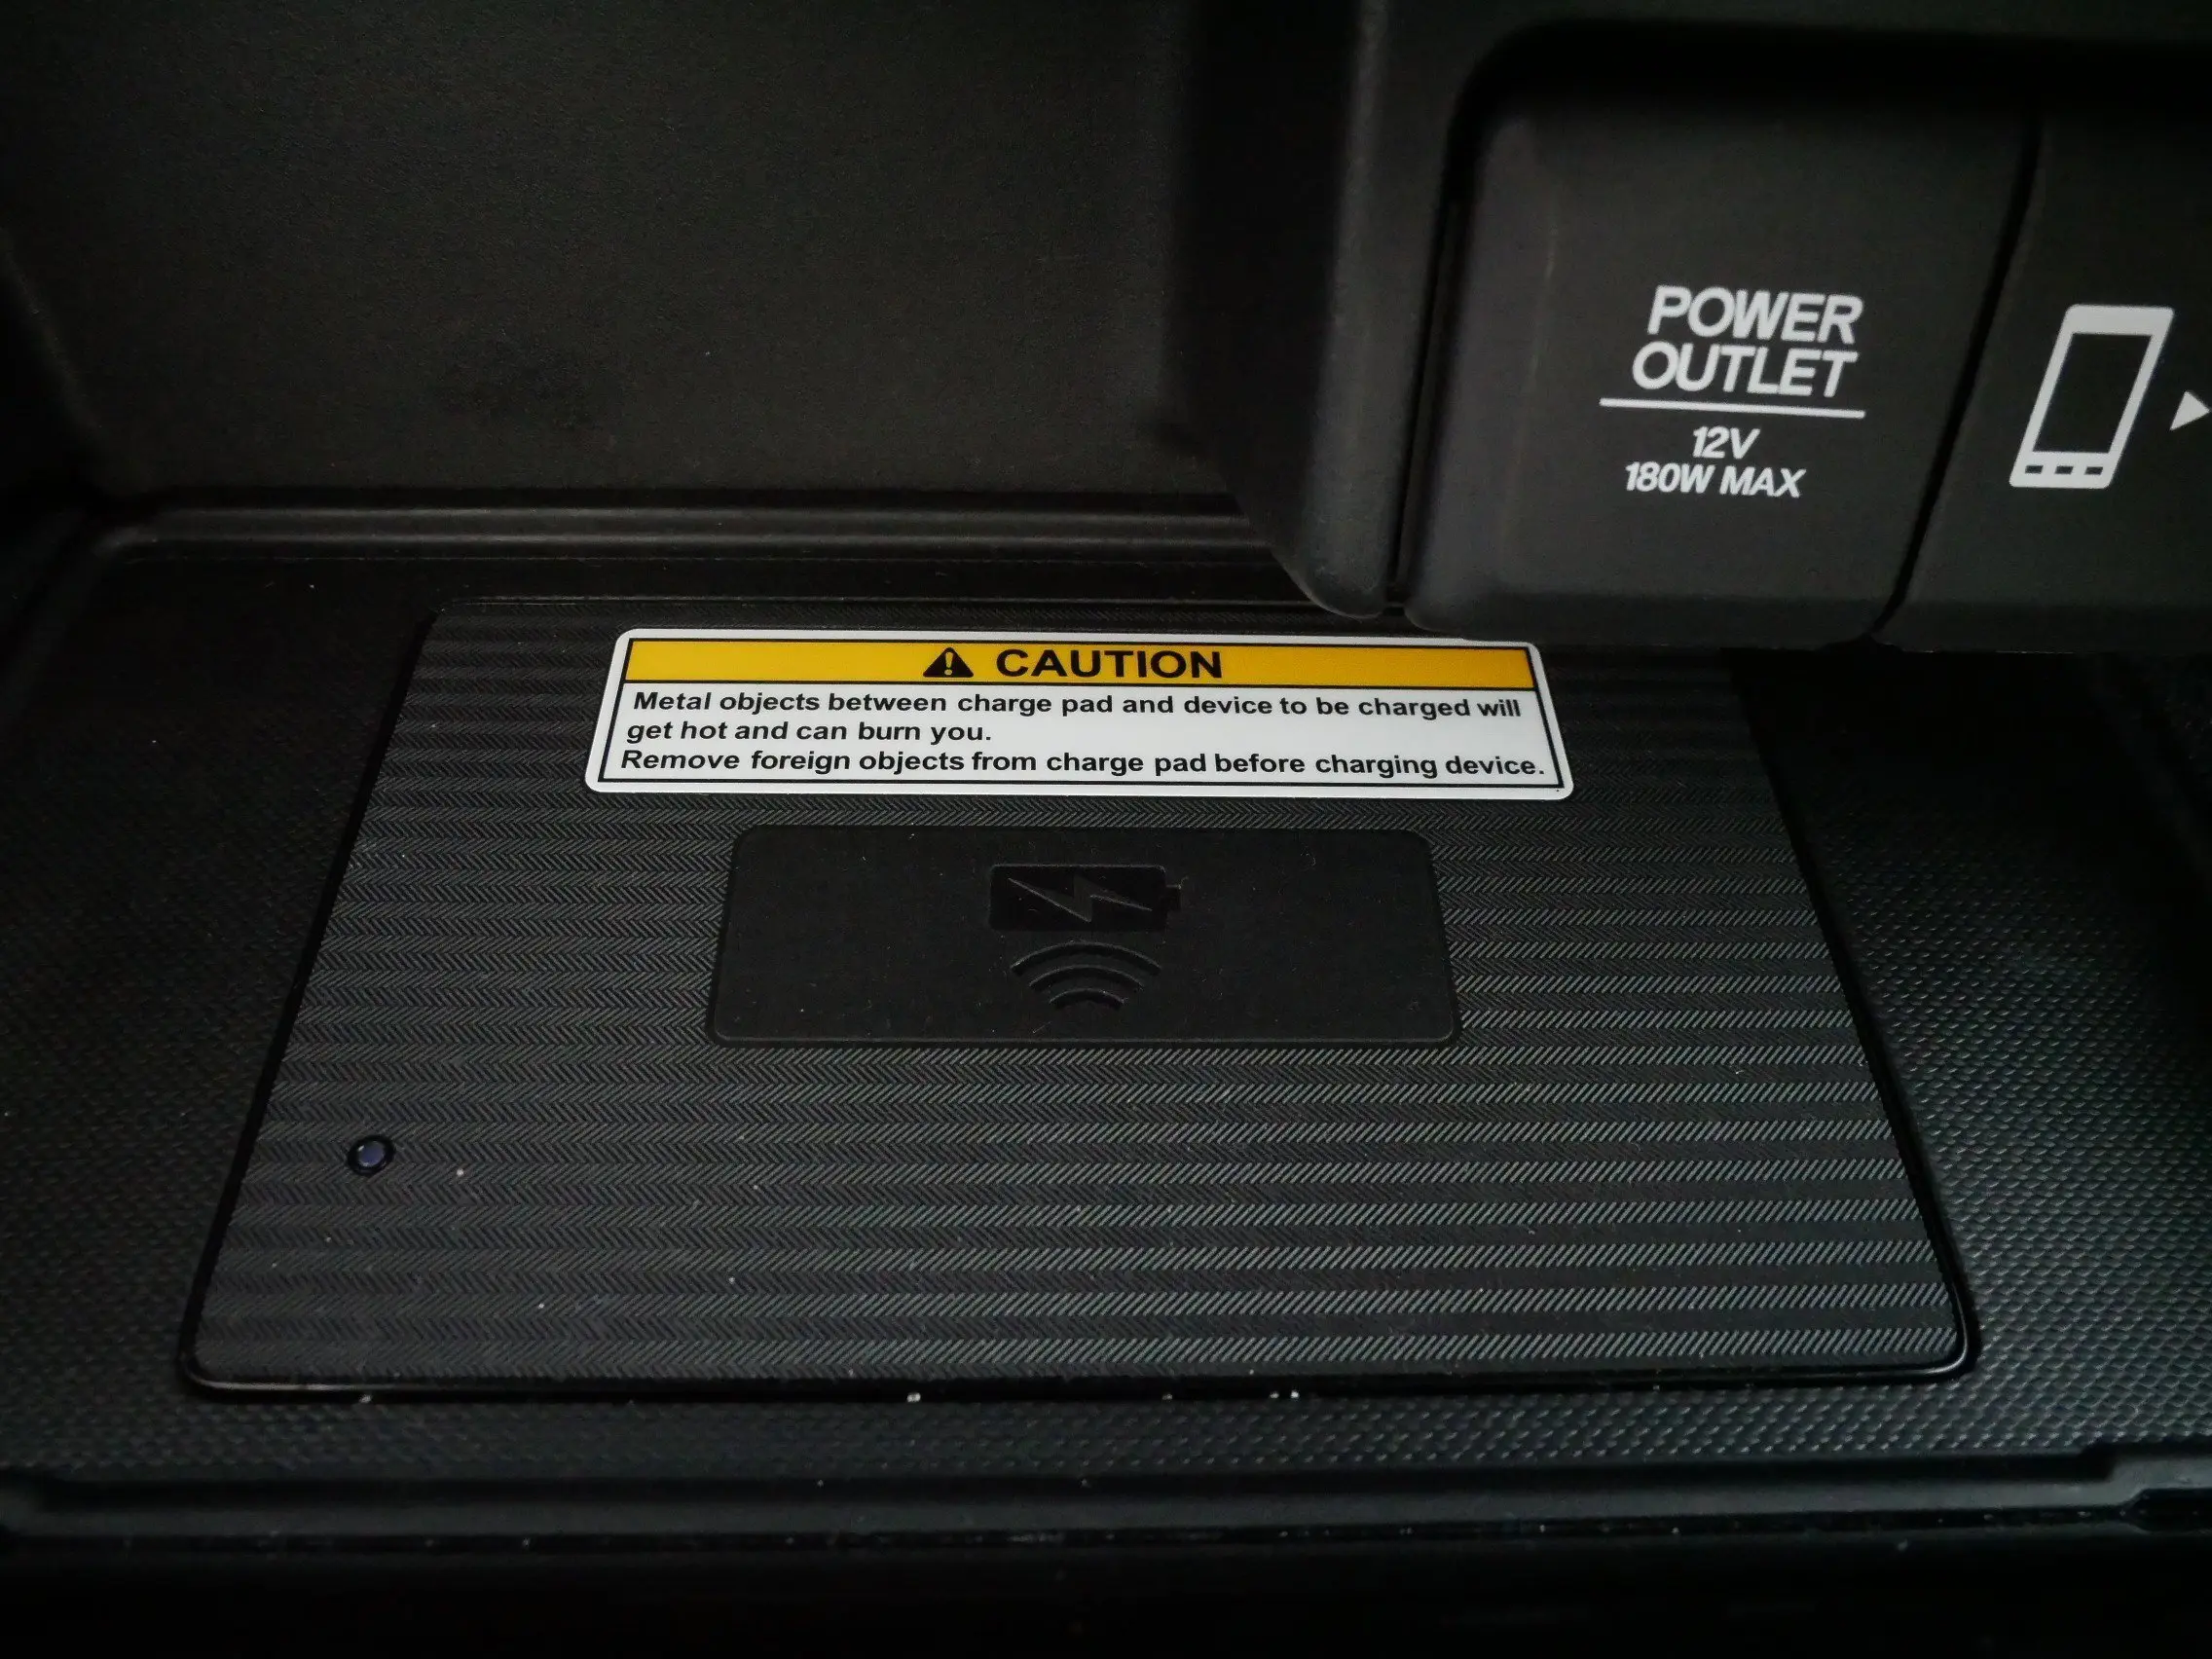 POWER
OUTLET
12V
180W MAX
CAUTION
Metal objects between charge pad and device to be charged will
get hot and can burn you.
Remove foreign objects from charge pad before charging device.